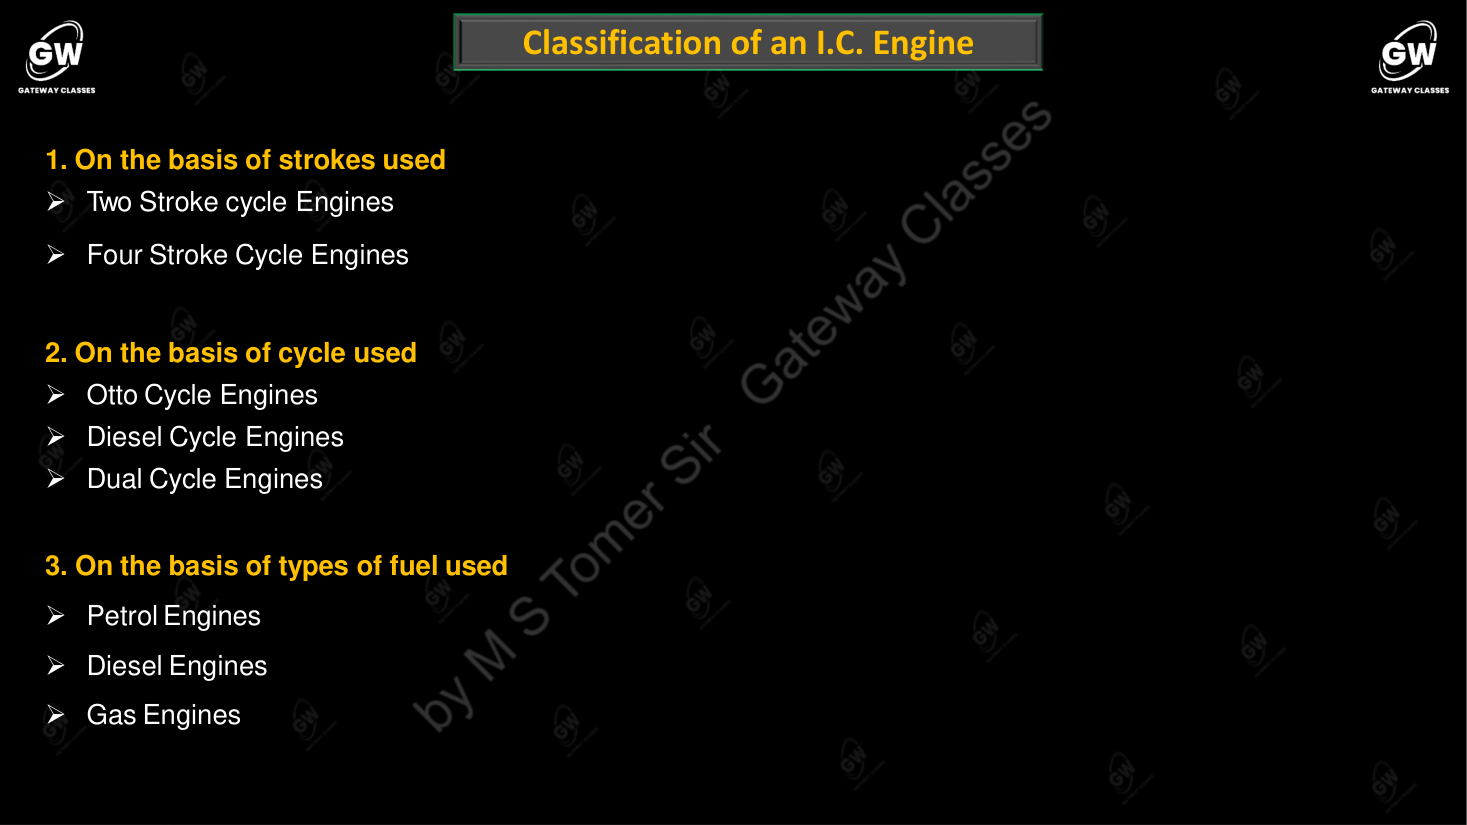 GW
GATEWAY CLASSES
Classification of an I.C. Engine
GW
GATEWAY CLASSES
1. On the basis of strokes used
Two Stroke cycle Engines
Four Stroke Cycle Engines
2. On the basis of cycle used
Otto Cycle Engines
Diesel Cycle Engines
Dual Cycle Engines
3. On the basis of types of fuel used
Petrol Engines
Diesel Engines
Gas Engines
by M S Tomer Sir Gateway Classes